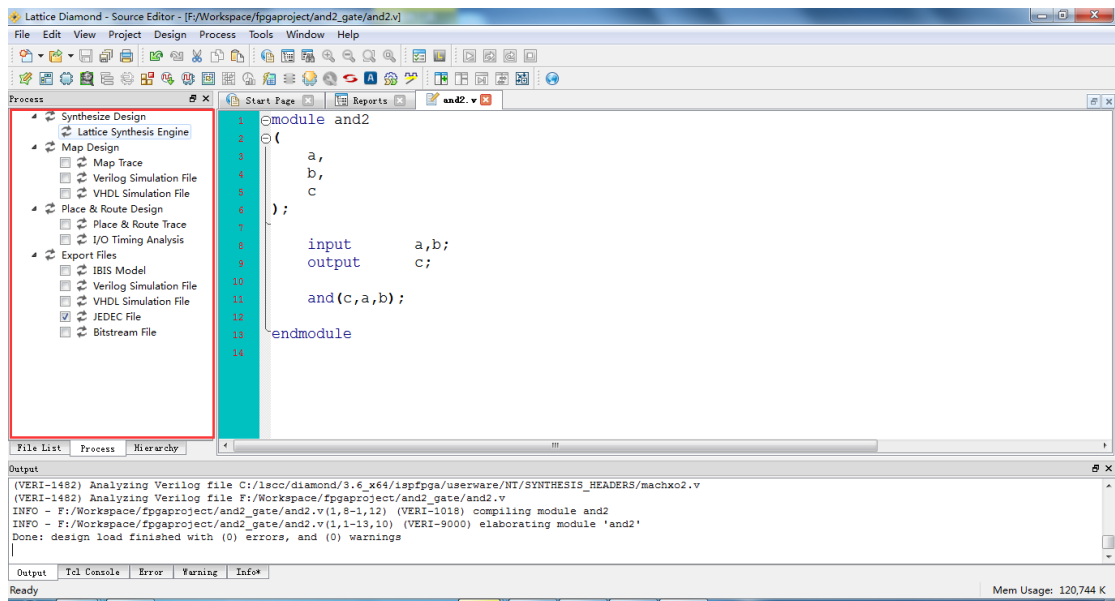 Lattice Diamond - Source Editor - [F:/Workspace/fpgaproject/and2_gate/and2.v]
File Edit View Project Design Process Tools Window Help
Process
Start Page Reports and2.v
Synthesize Design
Lattice Synthesis Engine
Map Design
Map Trace
Verilog Simulation File
VHDL Simulation File
Place & Route Design
Place & Route Trace
I/O Timing Analysis
Export Files
IBIS Model
Verilog Simulation File
VHDL Simulation File
JEDEC File
Bitstream File
File List Process Hierarchy
1 module and2
2 (
3 a,
4 b,
5 c
6 );
7
8 input a,b;
9 output c;
10
11 and(c,a,b);
12
13 endmodule
14
Output
(VERI-1482) Analyzing Verilog file C:/lscc/diamond/3.6_x64/ispfpga/userware/NT/SYNTHESIS_HEADERS/machxo2.v
(VERI-1482) Analyzing Verilog file F:/Workspace/fpgaproject/and2_gate/and2.v
INFO - F:/Workspace/fpgaproject/and2_gate/and2.v(1,8-1,12) (VERI-1018) compiling module and2
INFO - F:/Workspace/fpgaproject/and2_gate/and2.v(1,1-13,10) (VERI-9000) elaborating module 'and2'
Done: design load finished with (0) errors, and (0) warnings
Output Tcl Console Error Warning Info*
Ready
Mem Usage: 120,744 K